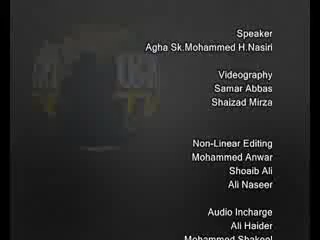 Speaker
Agha Sk.Mohammed H.Nasiri
Videography
Samar Abbas
Shaizad Mirza
Non-Linear Editing
Mohammed Anwar
Shoaib Ali
Ali Naseer
Audio Incharge
Ali Haider
Mohammed Shakeel